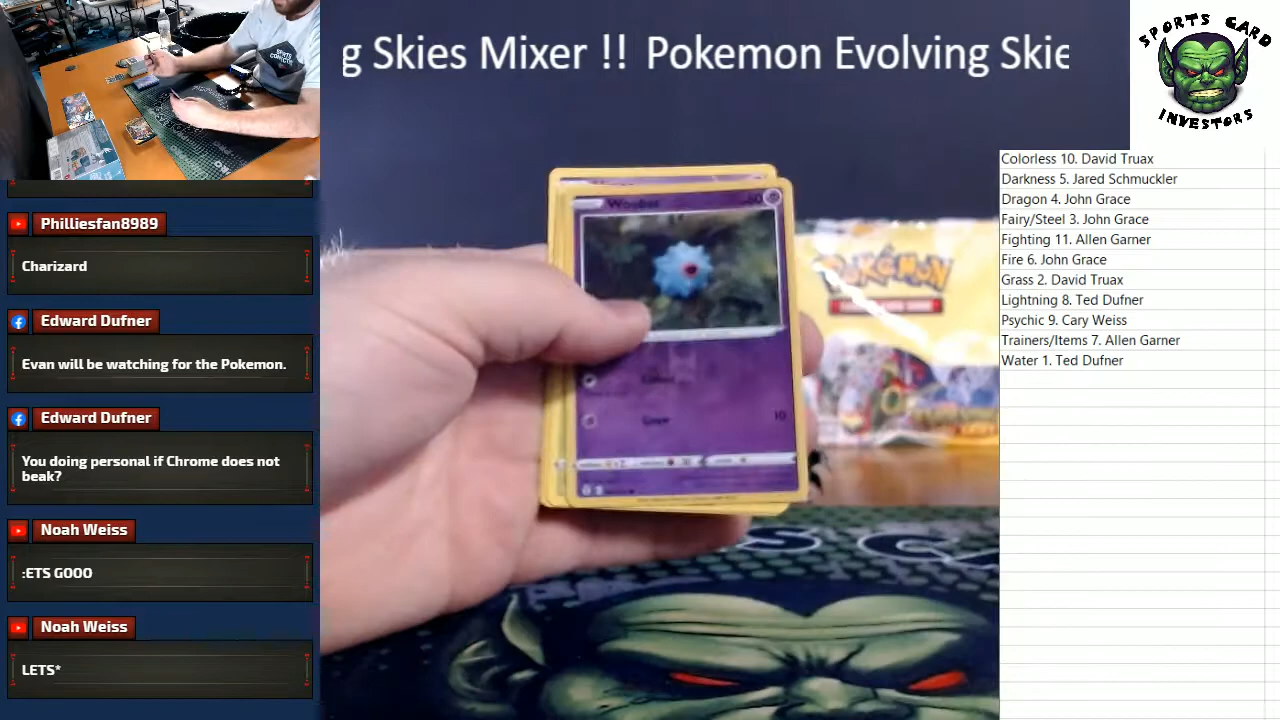 g Skies Mixer !! Pokemon Evolving Skie
SPORTS CARD
INVESTORS
Colorless 10. David Truax
Darkness 5. Jared Schmuckler
Dragon 4. John Grace
Fairy/Steel 3. John Grace
Fighting 11. Allen Garner
Fire 6. John Grace
Grass 2. David Truax
Lightning 8. Ted Dufner
Psychic 9. Cary Weiss
Trainers/Items 7. Allen Garner
Water 1. Ted Dufner
Philliesfan8989
Charizard
Edward Dufner
Evan will be watching for the Pokemon.
Edward Dufner
You doing personal if Chrome does not
beak?
Noah Weiss
:ETS GOOO
Noah Weiss
LETS*
Woobat
POKéMON
10